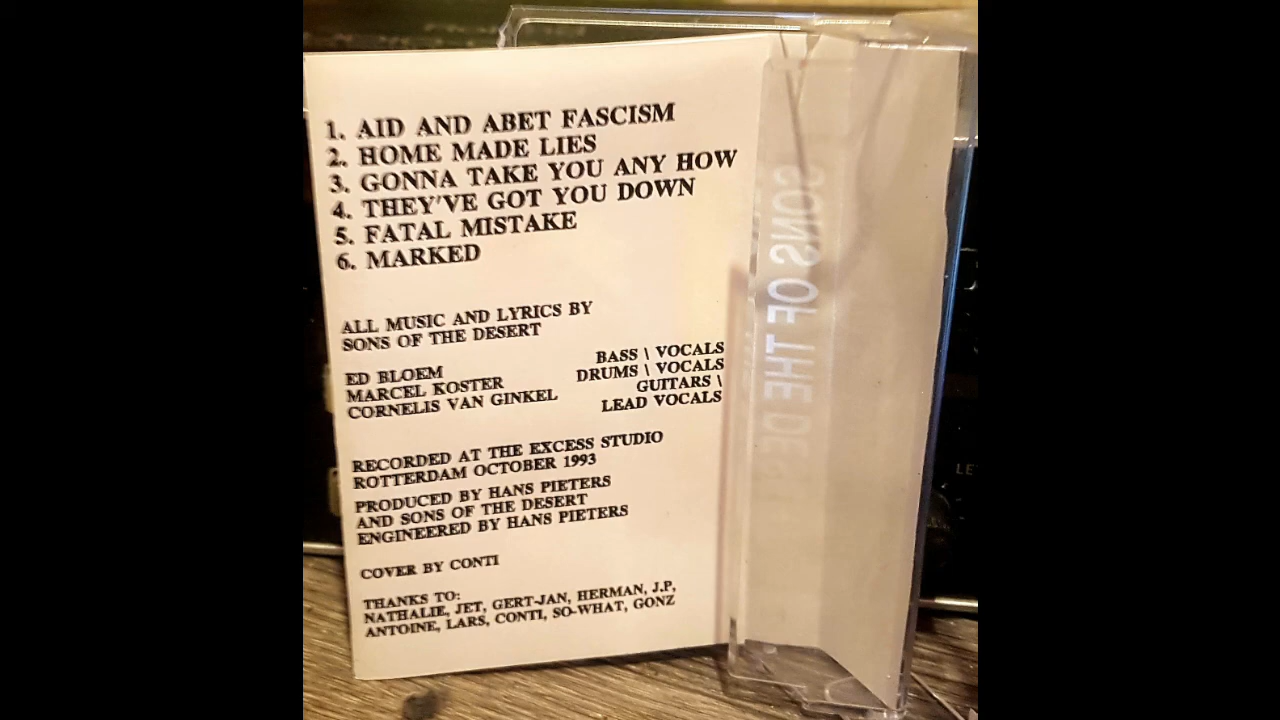 1. AID AND ABET FASCISM
2. HOME MADE LIES
3. GONNA TAKE YOU ANY HOW
4. THEY'VE GOT YOU DOWN
5. FATAL MISTAKE
6. MARKED
ALL MUSIC AND LYRICS BY
SONS OF THE DESERT
ED BLOEM BASS \ VOCALS
MARCEL KOSTER DRUMS \ VOCALS
CORNELIS VAN GINKEL GUITARS \
LEAD VOCALS
RECORDED AT THE EXCESS STUDIO
ROTTERDAM OCTOBER 1993
PRODUCED BY HANS PIETERS
AND SONS OF THE DESERT
ENGINEERED BY HANS PIETERS
COVER BY CONTI
THANKS TO:
NATHALIE, JET, GERT-JAN, HERMAN, J.P,
ANTOINE, LARS, CONTI, SO-WHAT, GONZ
SONS OF THE DESERT